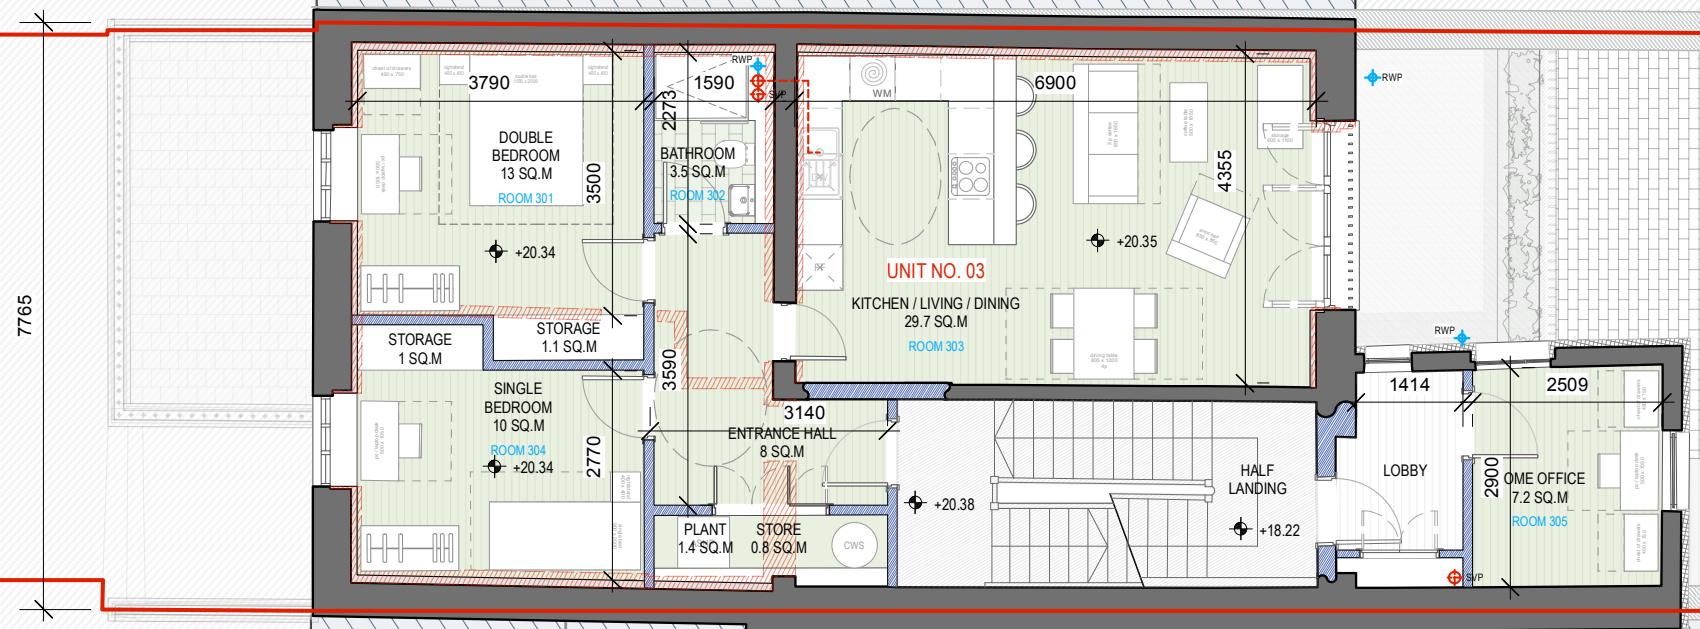 RWP
SVP
3790
1590
6900
2273
WM
RWP
DOUBLE
BEDROOM
13 SQ.M
ROOM 301
3500
BATHROOM
3.5 SQ.M
ROOM 302
4355
+20.34
+20.35
UNIT NO. 03
KITCHEN / LIVING / DINING
29.7 SQ.M
ROOM 303
7765
STORAGE
1 SQ.M
STORAGE
1.1 SQ.M
3590
RWP
SINGLE
BEDROOM
10 SQ.M
ROOM 304
+20.34
2770
3140
ENTRANCE HALL
8 SQ.M
1414
2509
HALF
LANDING
+18.22
+20.38
LOBBY
2900
OME OFFICE
7.2 SQ.M
ROOM 305
PLANT
1.4 SQ.M
STORE
0.8 SQ.M
CWS
SVP